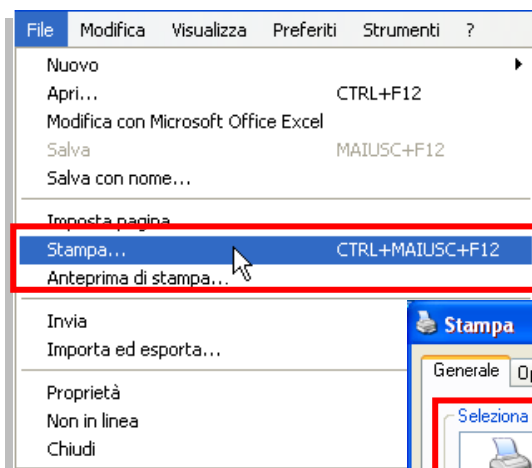 File Modifica Visualizza Preferiti Strumenti ?
Nuovo
Apri... CTRL+F12
Modifica con Microsoft Office Excel
Salva MAIUSC+F12
Salva con nome...
Imposta pagina
Stampa... CTRL+MAIUSC+F12
Anteprima di stampa...
Invia
Importa ed esporta...
Proprietà
Non in linea
Chiudi
Stampa
Generale Op
Seleziona